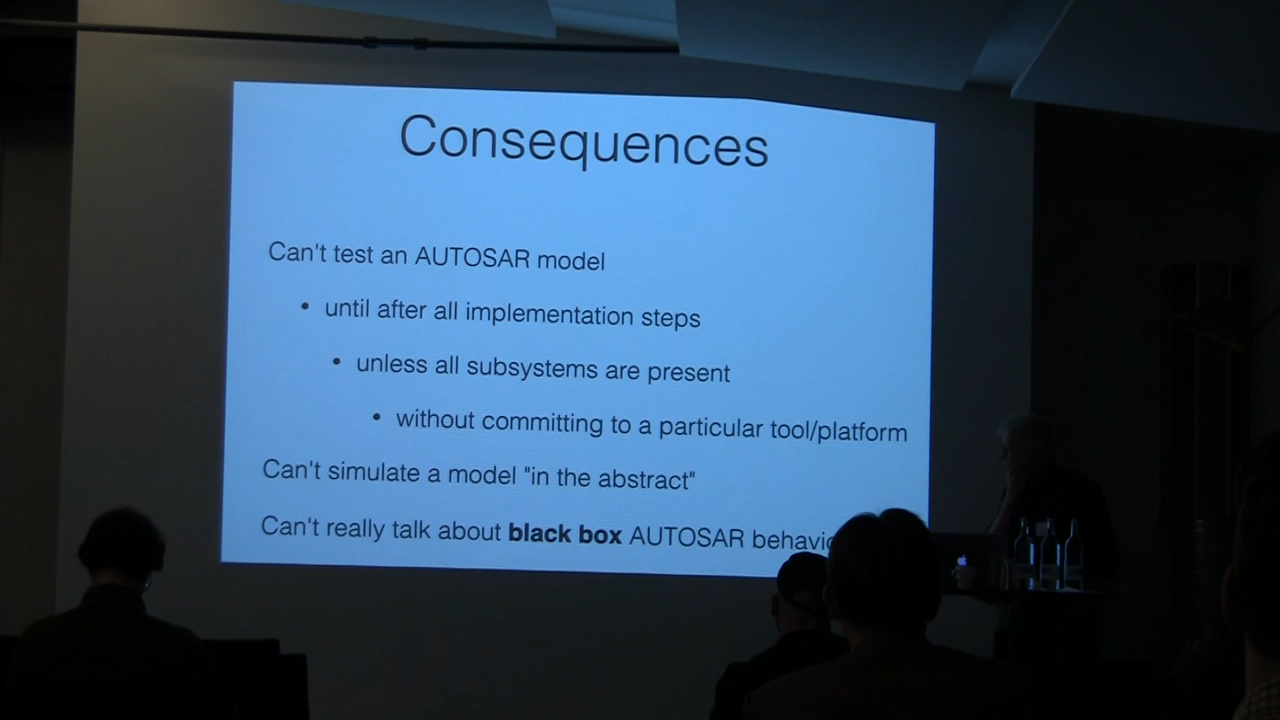 Consequences
Can't test an AUTOSAR model
• until after all implementation steps
• unless all subsystems are present
• without committing to a particular tool/platform
Can't simulate a model "in the abstract"
Can't really talk about black box AUTOSAR